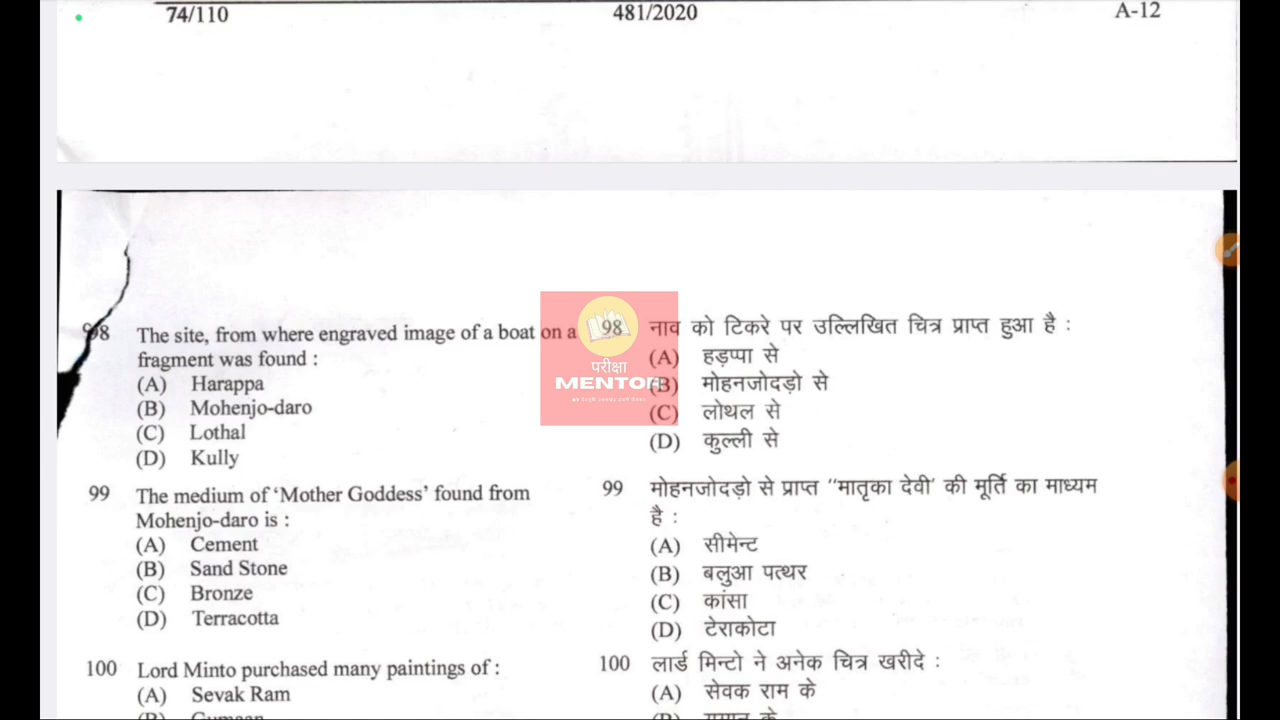 74/110 481/2020 A-12
98 The site, from where engraved image of a boat on a
fragment was found :
(A) Harappa
(B) Mohenjo-daro
(C) Lothal
(D) Kully
99 The medium of ‘Mother Goddess’ found from
Mohenjo-daro is :
(A) Cement
(B) Sand Stone
(C) Bronze
(D) Terracotta
100 Lord Minto purchased many paintings of :
(A) Sevak Ram
परीक्षा
MENTOR
98 नाव को टिकरे पर उल्लिखित चित्र प्राप्त हुआ है :
(A) हड़प्पा से
(B) मोहनजोदड़ो से
(C) लोथल से
(D) कुल्ली से
99 मोहनजोदड़ो से प्राप्त “मातृका देवी’ की मूर्ति का माध्यम
है :
(A) सीमेन्ट
(B) बलुआ पत्थर
(C) कांसा
(D) टेराकोटा
100 लार्ड मिन्टो ने अनेक चित्र खरीदे :
(A) सेवक राम के